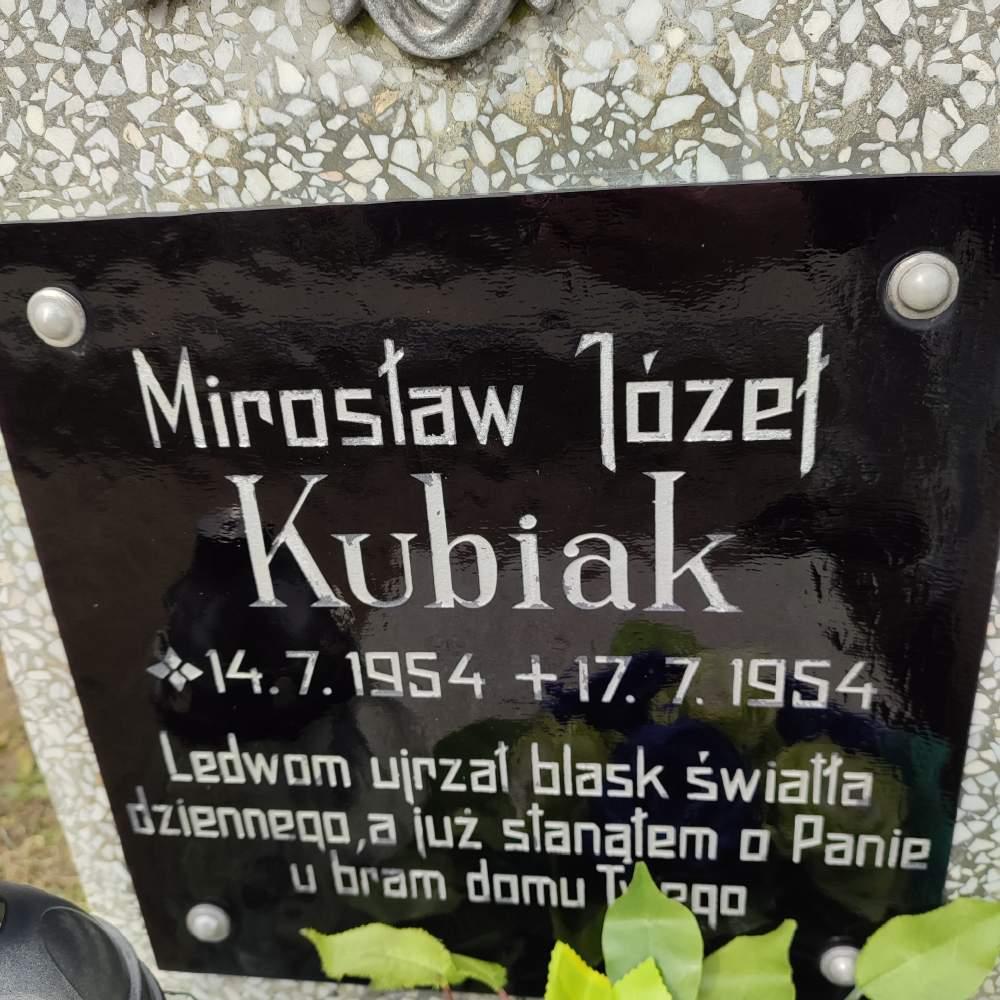 Mirosław Józef
Kubiak
14.7.1954 + 17.7.1954
Ledwom ujrzał blask światła
dziennego, a już stanąłem o Panie
u bram domu Twego